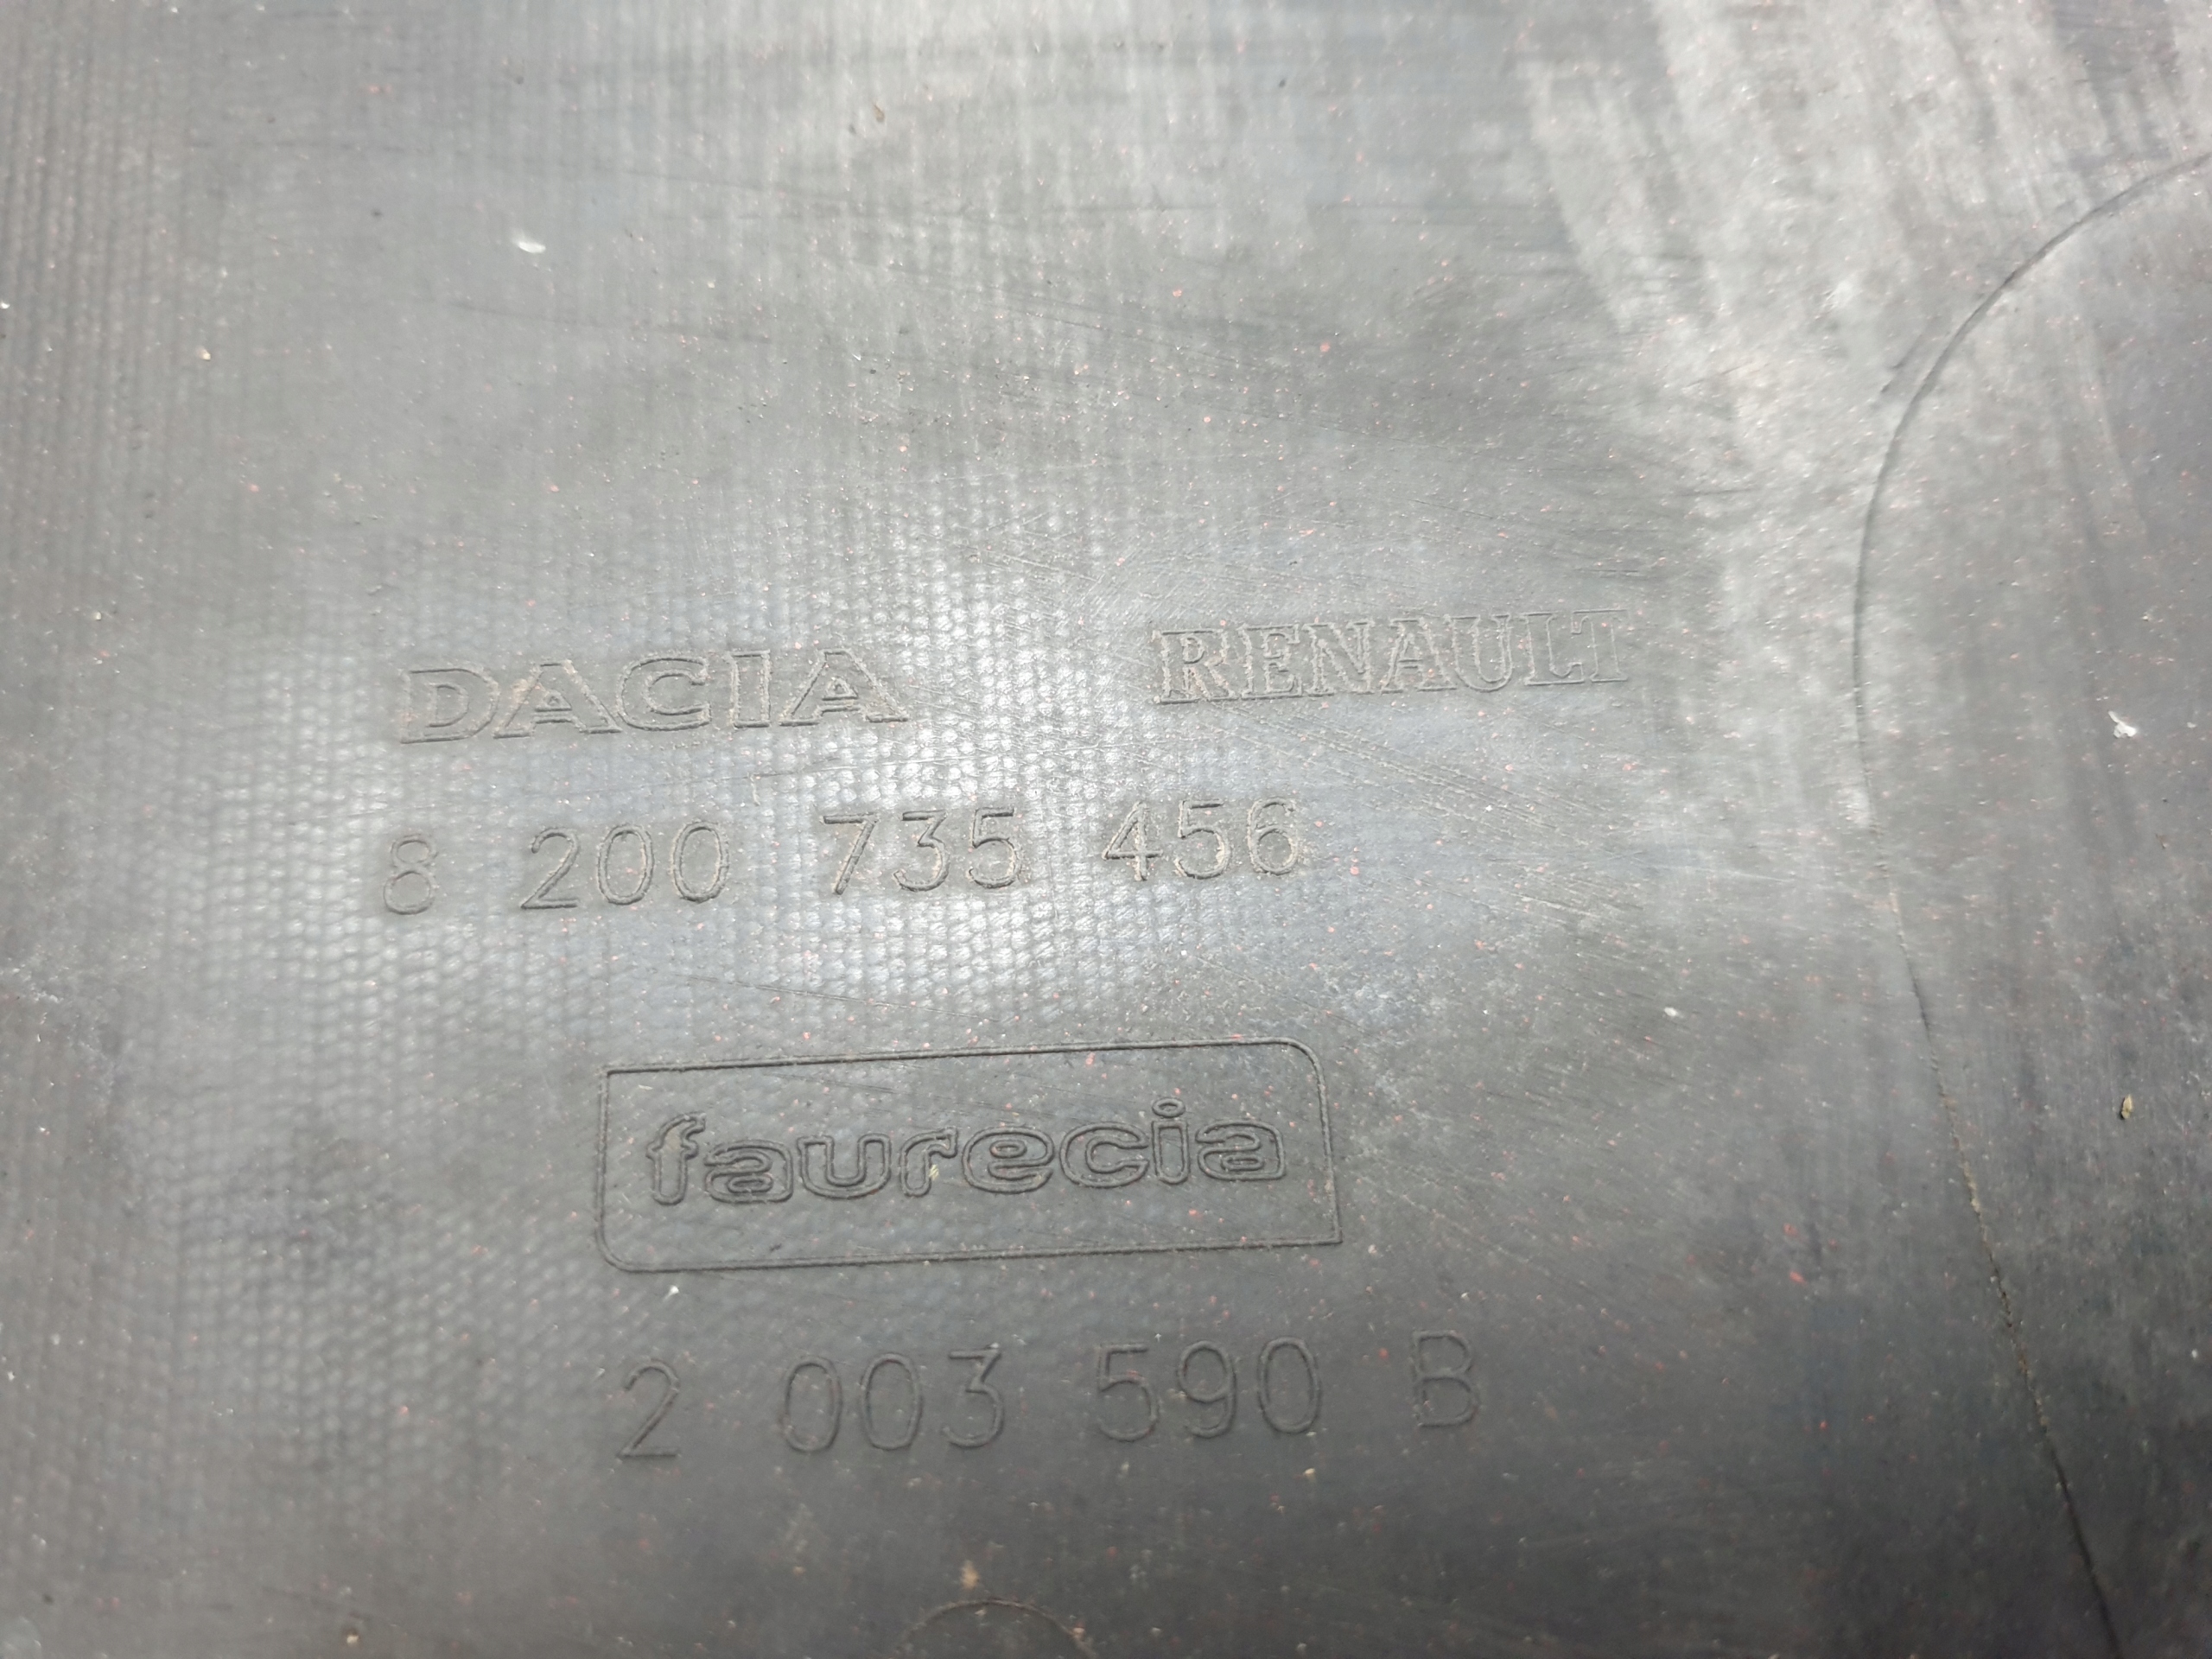 DACIA RENAULT
8 200 735 456
faurecia
2 003 590 B